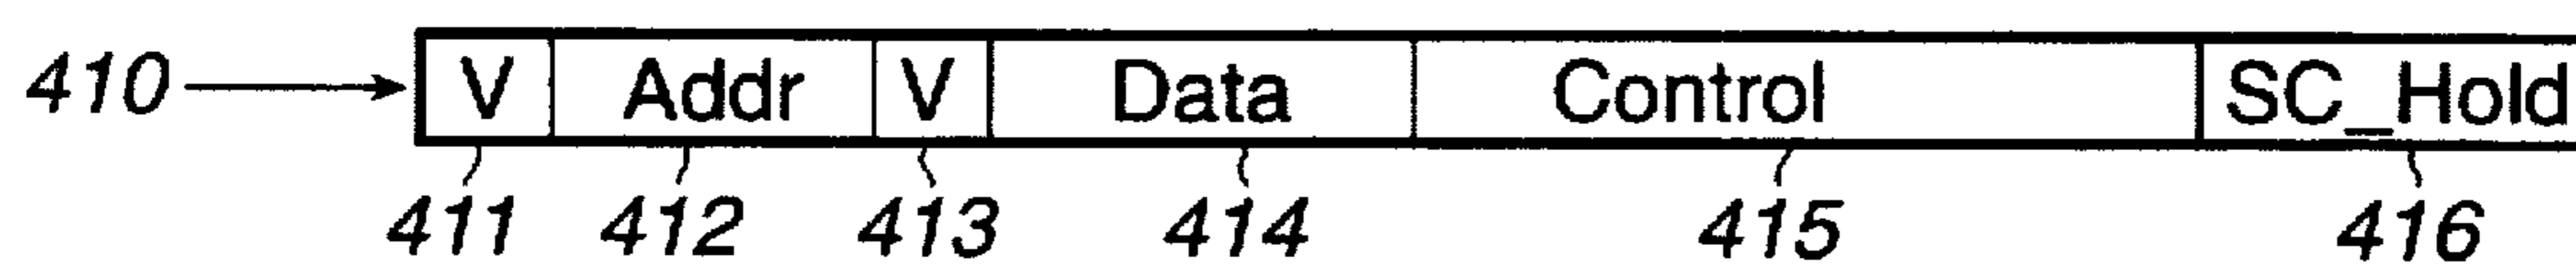 410 V Addr V Data Control SC_Hold
411 412 413 414 415 416